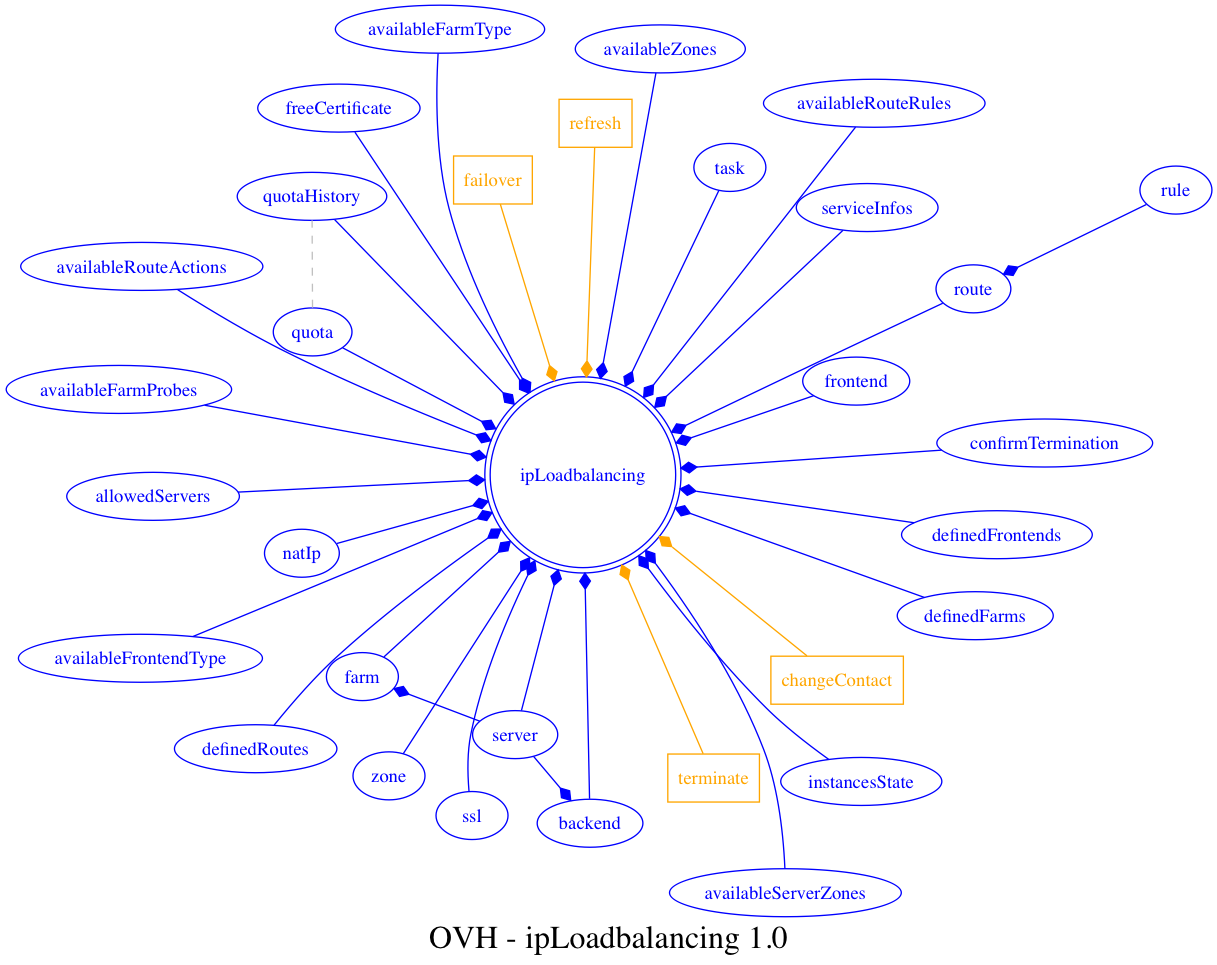 availableFarmType
availableZones
availableRouteRules
freeCertificate
refresh
task
failover
rule
quotaHistory
serviceInfos
availableRouteActions
route
quota
frontend
availableFarmProbes
confirmTermination
ipLoadbalancing
allowedServers
definedFrontends
natIp
definedFarms
availableFrontendType
farm
changeContact
server
definedRoutes
zone
terminate
instancesState
ssl
backend
availableServerZones
OVH - ipLoadbalancing 1.0